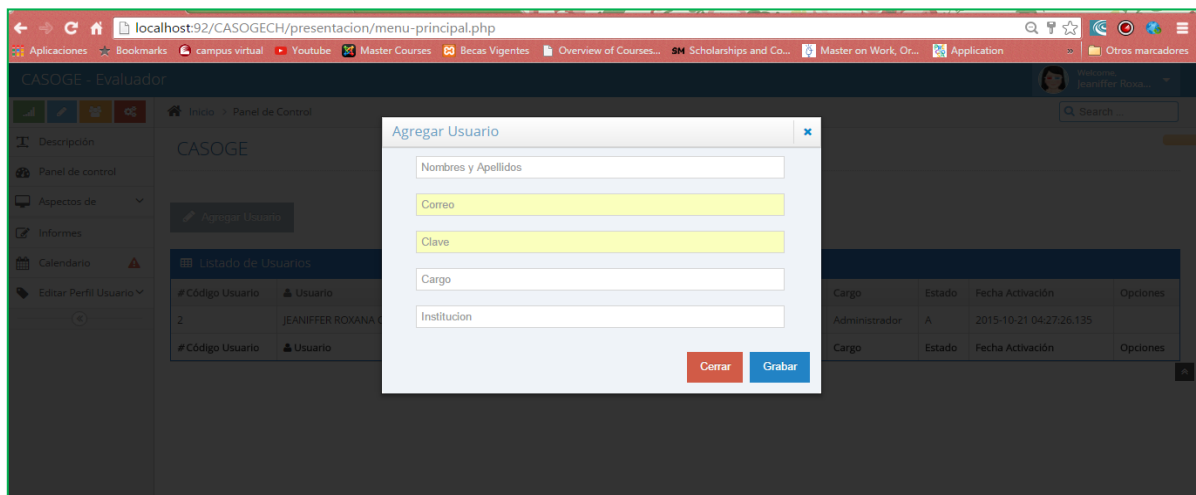 localhost:92/CASOGECH/presentacion/menu-principal.php
Aplicaciones Bookmarks campus virtual Youtube Master Courses Becas Vigentes Overview of Courses... SM Scholarships and Co... Master on Work, Or... Application » Otros marcadores
CASOGE - Evaluador
Welcome,
Jeaniffer Roxa...
Inicio > Panel de Control
Search ...
Descripción
Panel de control
Aspectos de
Informes
Calendario
Editar Perfil Usuario
CASOGE
Agregar Usuario
Listado de Usuarios
#Código Usuario Usuario Cargo Estado Fecha Activación Opciones
2 JEANIFFER ROXANA Administrador A 2015-10-21 04:27:26.135
#Código Usuario Usuario Cargo Estado Fecha Activación Opciones
Agregar Usuario
Nombres y Apellidos
Correo
Clave
Cargo
Institucion
Cerrar Grabar